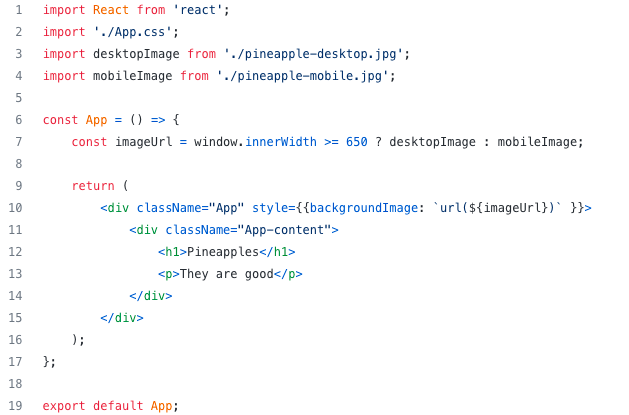 1 import React from 'react';
2 import './App.css';
3 import desktopImage from './pineapple-desktop.jpg';
4 import mobileImage from './pineapple-mobile.jpg';
5
6 const App = () => {
7     const imageUrl = window.innerWidth >= 650 ? desktopImage : mobileImage;
8
9     return (
10         <div className="App" style={{backgroundImage: `url(${imageUrl})` }}>
11             <div className="App-content">
12                 <h1>Pineapples</h1>
13                 <p>They are good</p>
14             </div>
15         </div>
16     );
17 };
18
19 export default App;